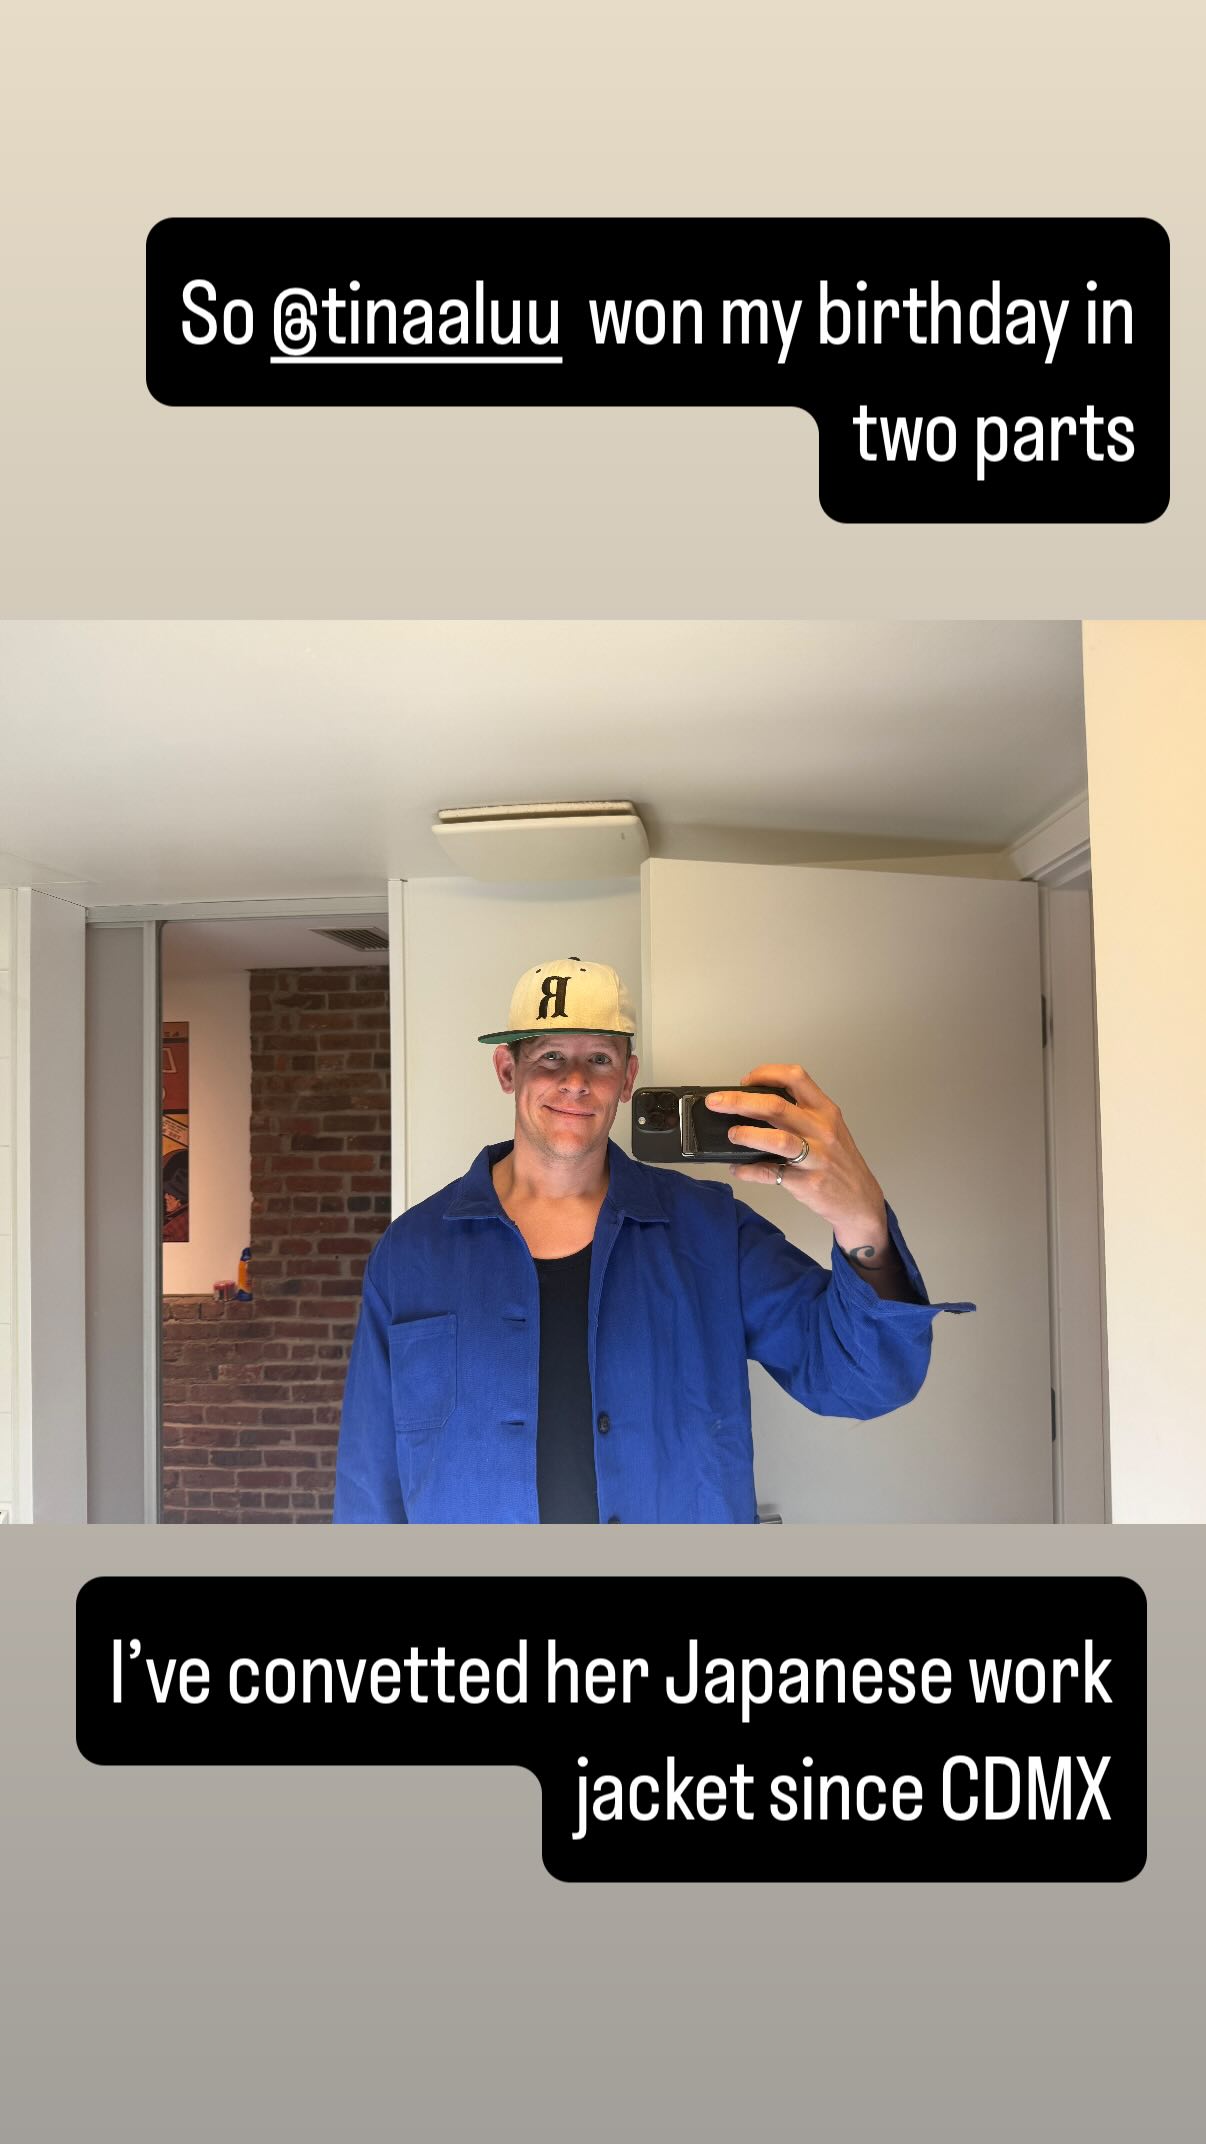 So @tinaaluu won my birthday in
two parts
R
I've convetted her Japanese work
jacket since CDMX